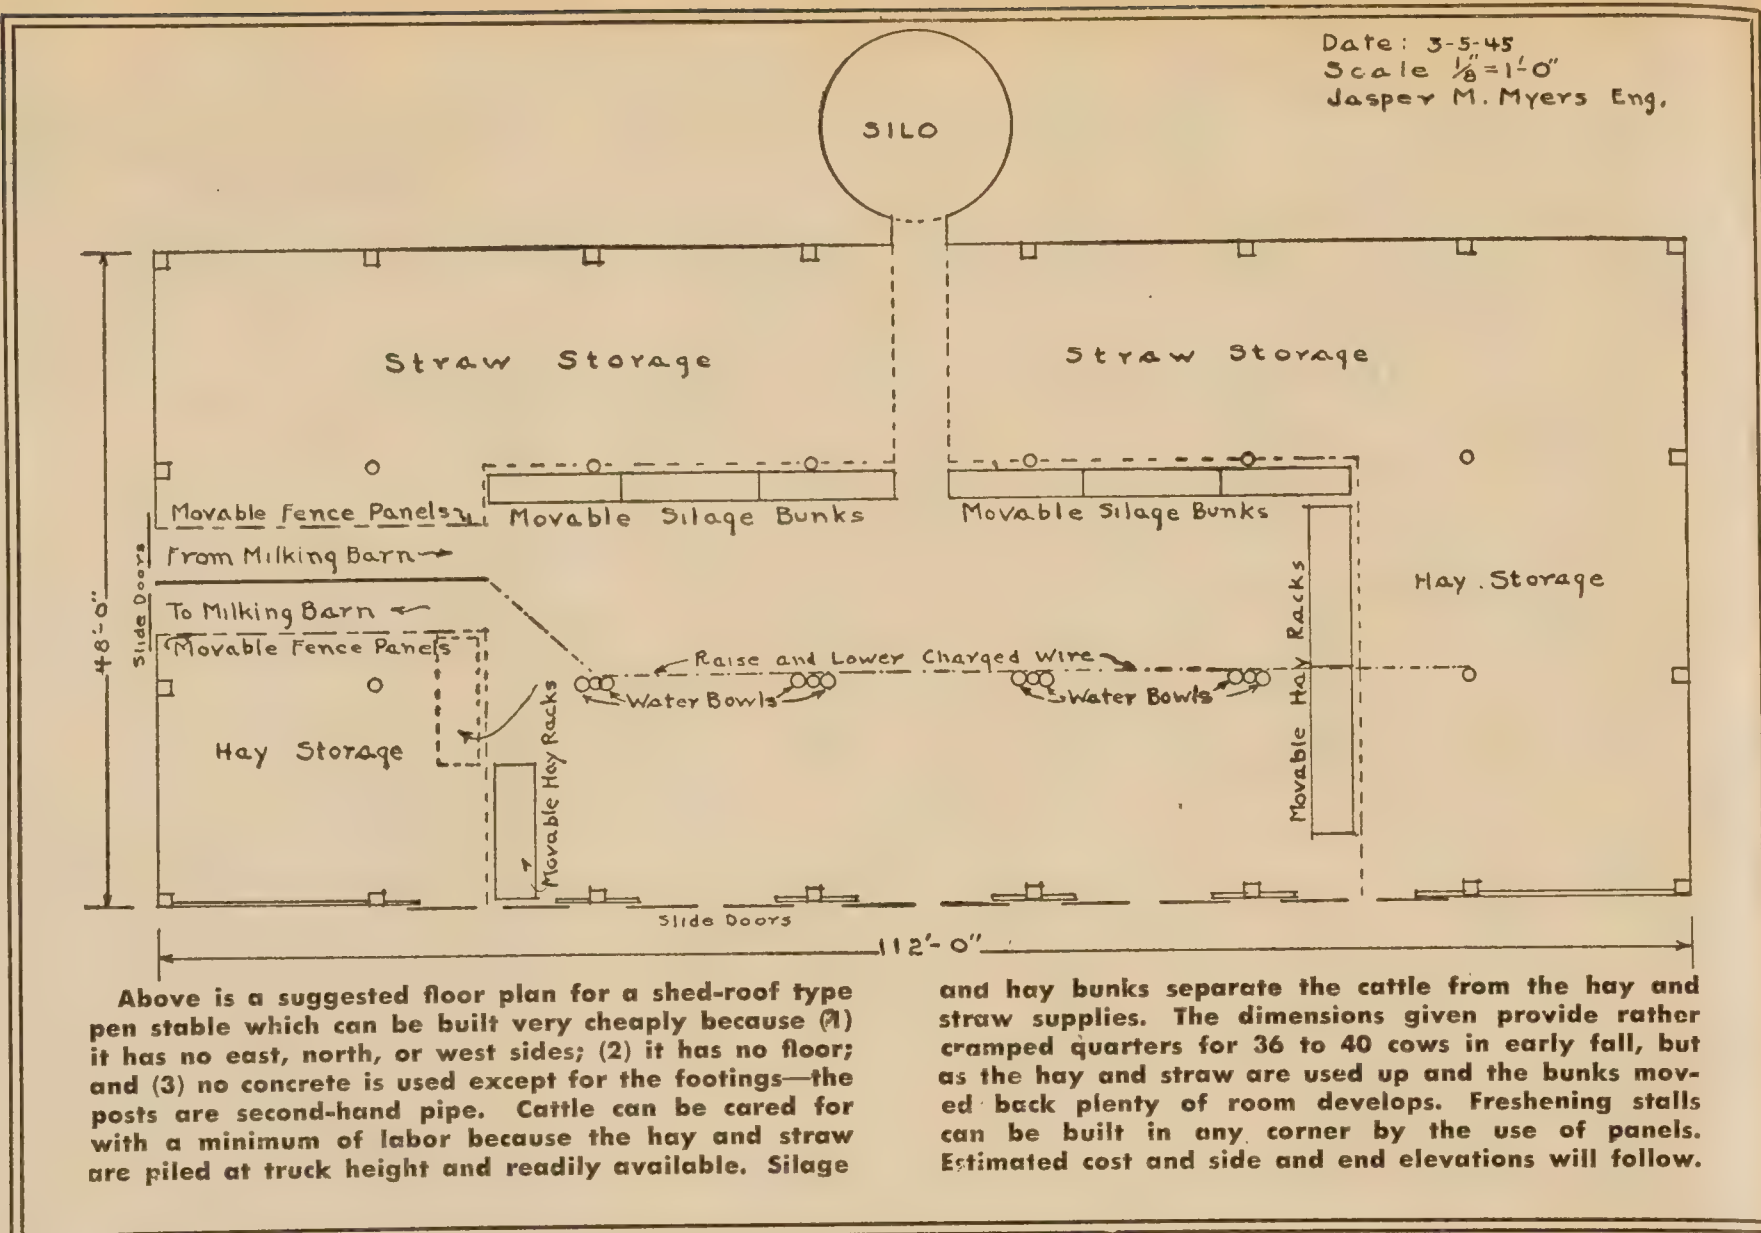 Date: 3-5-45
Scale 1/8"=1'-0"
Jasper M. Myers Eng.
SILO
Straw Storage
Straw Storage
Movable Fence Panels
Movable Silage Bunks
Movable Silage Bunks
Slide Doors
From Milking Barn
To Milking Barn
Movable Fence Panels
Hay Storage
Movable Hay Racks
48'-0"
Raise and Lower Charged Wire
Water Bowls
Water Bowls
Movable Hay Racks
Hay Storage
Slide Doors
112'-0"
Above is a suggested floor plan for a shed-roof type
pen stable which can be built very cheaply because (1)
it has no east, north, or west sides; (2) it has no floor;
and (3) no concrete is used except for the footings—the
posts are second-hand pipe. Cattle can be cared for
with a minimum of labor because the hay and straw
are piled at truck height and readily available. Silage
and hay bunks separate the cattle from the hay and
straw supplies. The dimensions given provide rather
cramped quarters for 36 to 40 cows in early fall, but
as the hay and straw are used up and the bunks mov-
ed back plenty of room develops. Freshening stalls
can be built in any corner by the use of panels.
Estimated cost and side and end elevations will follow.